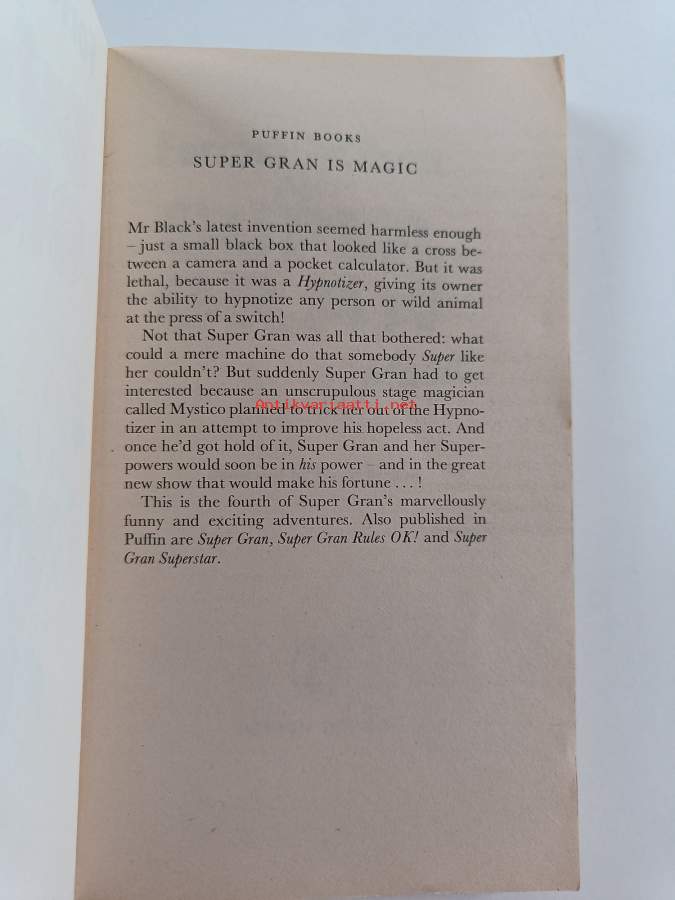 PUFFIN BOOKS
SUPER GRAN IS MAGIC
Mr Black's latest invention seemed harmless enough
– just a small black box that looked like a cross be-
tween a camera and a pocket calculator. But it was
lethal, because it was a Hypnotizer, giving its owner
the ability to hypnotize any person or wild animal
at the press of a switch!
Not that Super Gran was all that bothered: what
could a mere machine do that somebody Super like
her couldn't? But suddenly Super Gran had to get
interested because an unscrupulous stage magician
called Mystico planned to trick her out of the Hypno-
Antikvariaatti.net
tizer in an attempt to improve his hopeless act. And
once he'd got hold of it, Super Gran and her Super-
powers would soon be in his power – and in the great
new show that would make his fortune . . . !
This is the fourth of Super Gran's marvellously
funny and exciting adventures. Also published in
Puffin are Super Gran, Super Gran Rules OK! and Super
Gran Superstar.